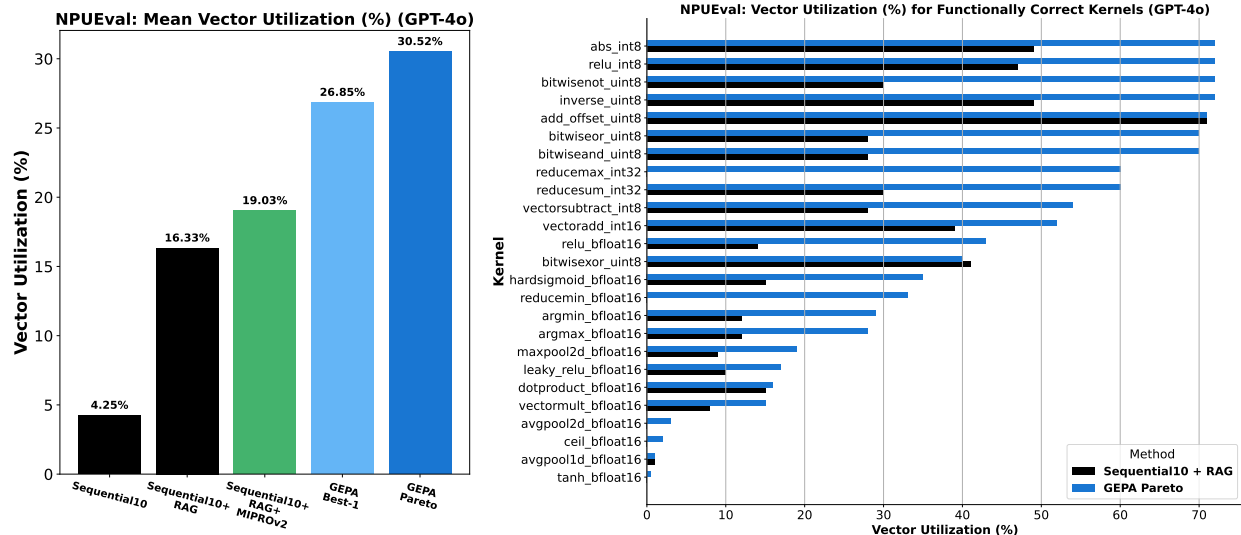 NPUEval: Mean Vector Utilization (%) (GPT-4o)
Vector Utilization (%)
30
25
20
15
10
5
0
4.25%
16.33%
19.03%
26.85%
30.52%
Sequential10
Sequential10+
RAG
Sequential10+
RAG+
MIPROv2
GEPA
Best-1
GEPA
Pareto
NPUEval: Vector Utilization (%) for Functionally Correct Kernels (GPT-4o)
Kernel
abs_int8
relu_int8
bitwisenot_uint8
inverse_uint8
add_offset_uint8
bitwiseor_uint8
bitwiseand_uint8
reducemax_int32
reducesum_int32
vectorsubtract_int8
vectoradd_int16
relu_bfloat16
bitwisexor_uint8
hardsigmoid_bfloat16
reducemin_bfloat16
argmin_bfloat16
argmax_bfloat16
maxpool2d_bfloat16
leaky_relu_bfloat16
dotproduct_bfloat16
vectormult_bfloat16
avgpool2d_bfloat16
ceil_bfloat16
avgpool1d_bfloat16
tanh_bfloat16
0 10 20 30 40 50 60 70
Vector Utilization (%)
Method
Sequential10 + RAG
GEPA Pareto